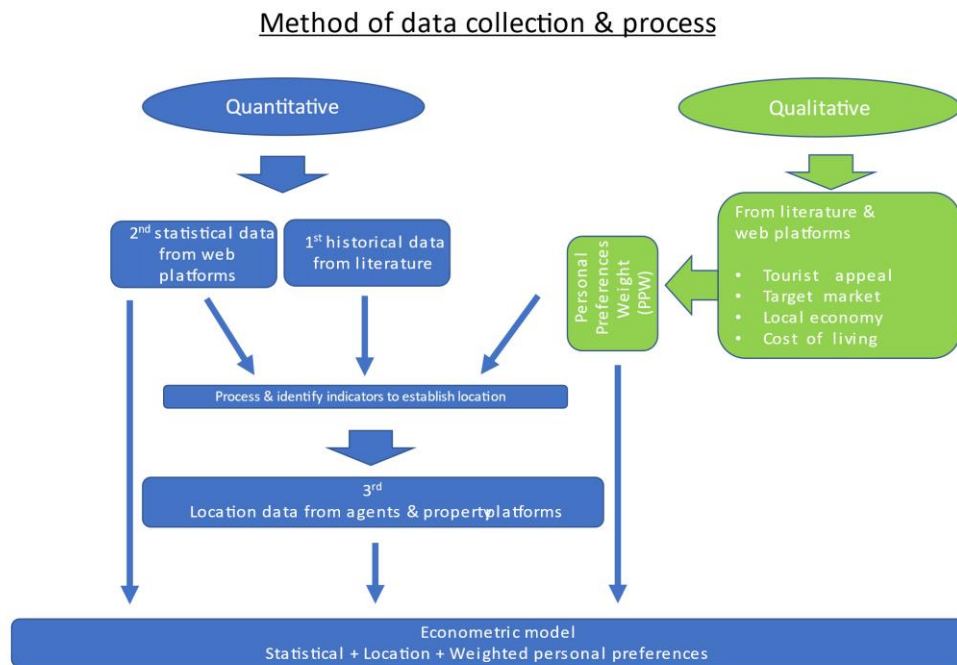 Method of data collection & process
Quantitative
Qualitative
2nd statistical data
from web
platforms
1st historical data
from literature
Personal
Preferences
Weight
(PPW)
From literature &
web platforms
• Tourist appeal
• Target market
• Local economy
• Cost of living
Process & identify indicators to establish location
3rd
Location data from agents & property platforms
Econometric model
Statistical + Location + Weighted personal preferences